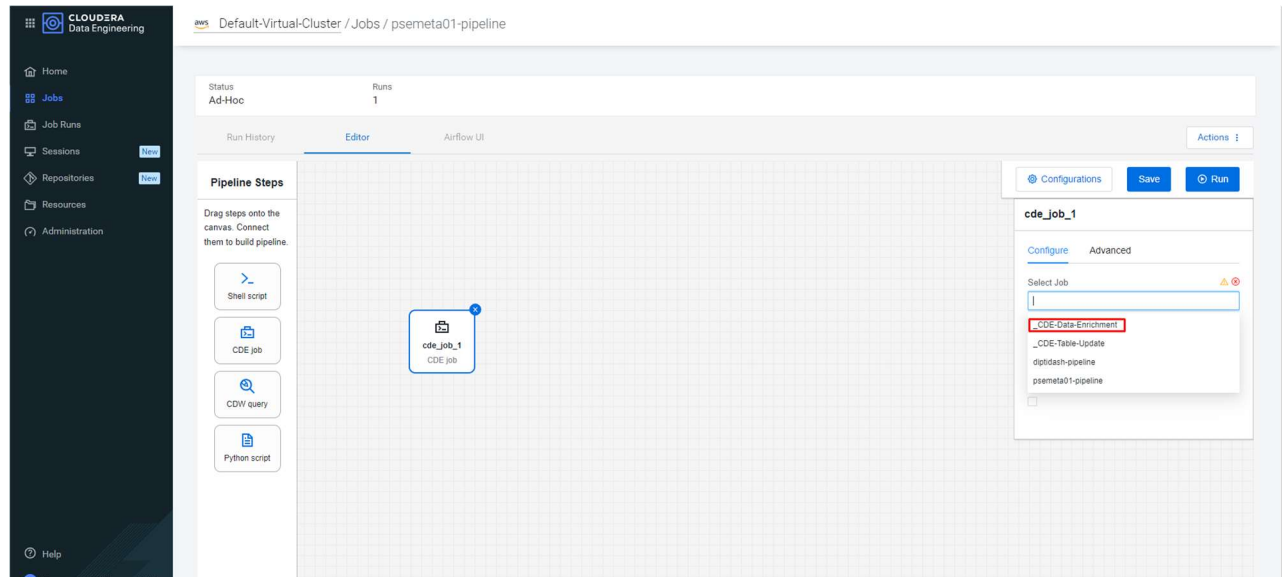 CLOUDERA
Data Engineering
aws Default-Virtual-Cluster / Jobs / psemeta01-pipeline
Home
Jobs
Job Runs
Sessions New
Repositories New
Resources
Administration
Help
Status
Ad-Hoc
Runs
1
Run History Editor Airflow UI
Actions
Pipeline Steps
Drag steps onto the
canvas. Connect
them to build pipeline.
Shell script
CDE job
CDW query
Python script
x
cde_job_1
CDE job
Configurations Save Run
cde_job_1
Configure Advanced
Select Job
_CDE-Data-Enrichment
_CDE-Table-Update
diptidash-pipeline
psemeta01-pipeline